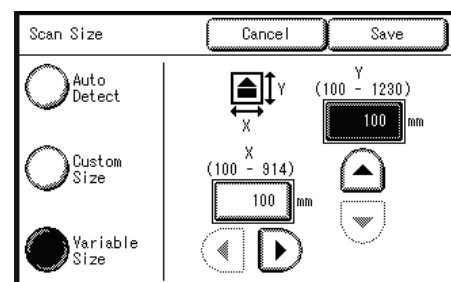 Scan Size
Cancel
Save
Auto
Detect
Custom
Size
Variable
Size
Y
X
Y
(100 - 1230)
100 mm
X
(100 - 914)
100 mm